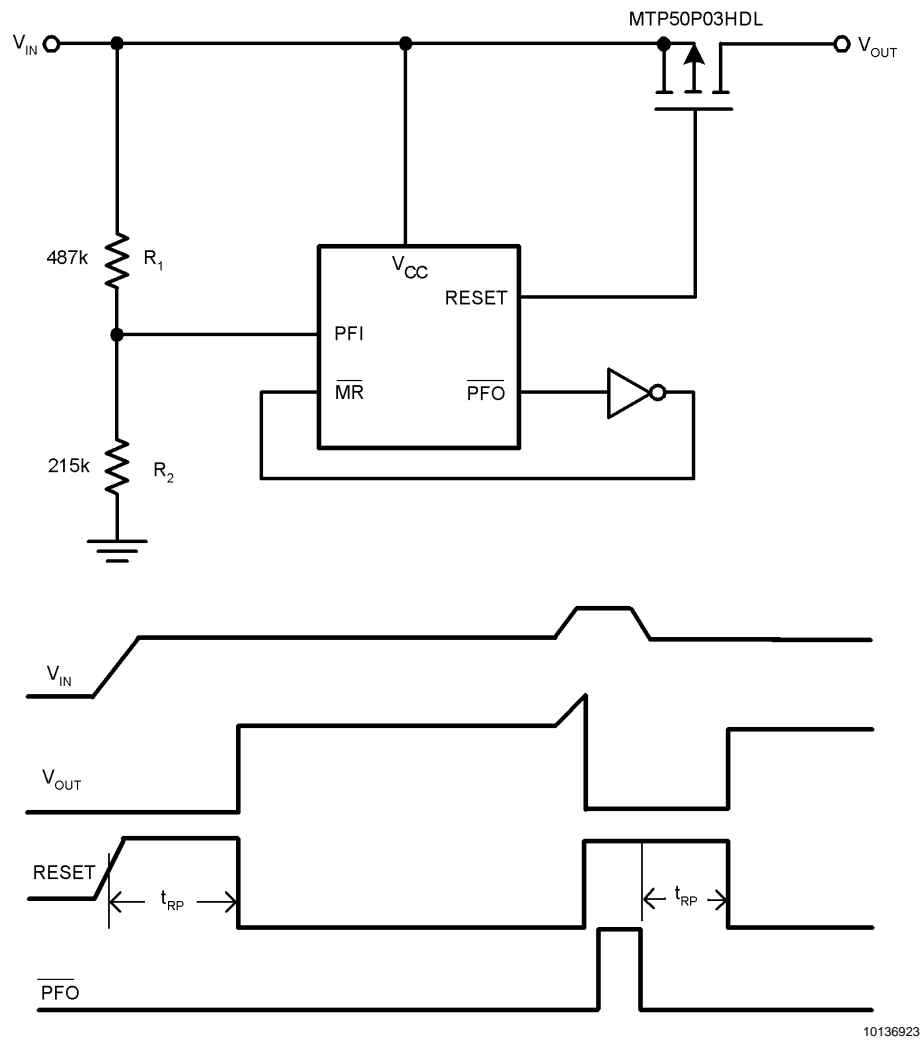 MTP50P03HDL
VIN
VOUT
487k R1
VCC
RESET
PFI
MR
PFO
215k R2
VIN
VOUT
RESET
tRP
tRP
PFO
10136923